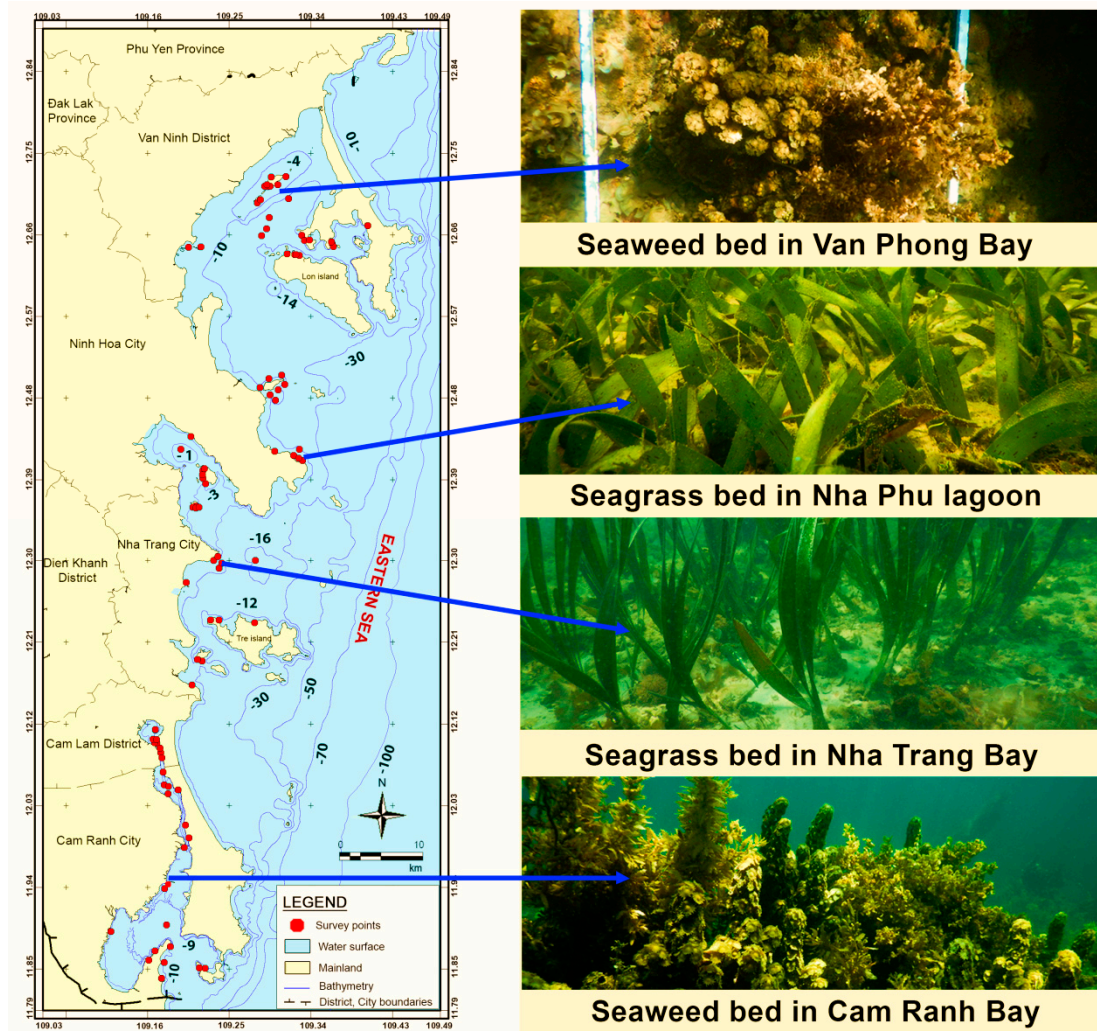 109.03 109.16 109.25 109.34 109.43 109.49
Phu Yen Province
12.84 12.84
Đak Lak
Province
Van Ninh District
-10
12.75 12.75
-4
12.66 12.66
-10
Lon island
-14
12.57 12.57
Ninh Hoa City
-30
12.48 12.48
-1
12.39 12.39
-3
Nha Trang City
-16
12.30 12.30
Dien Khanh
District
EASTERN SEA
-12
12.21 12.21
Tre island
-30
-50
12.12 12.12
Cam Lam District
-70
-100
N
12.03 12.03
Cam Ranh City
0 10
km
11.94 11.94
LEGEND
Survey points
Water surface
Mainland
Bathymetry
District, City boundaries
-9
-10
11.85 11.85
11.79 11.79
109.03 109.16 109.25 109.34 109.43 109.49
Seaweed bed in Van Phong Bay
Seagrass bed in Nha Phu lagoon
Seagrass bed in Nha Trang Bay
Seaweed bed in Cam Ranh Bay